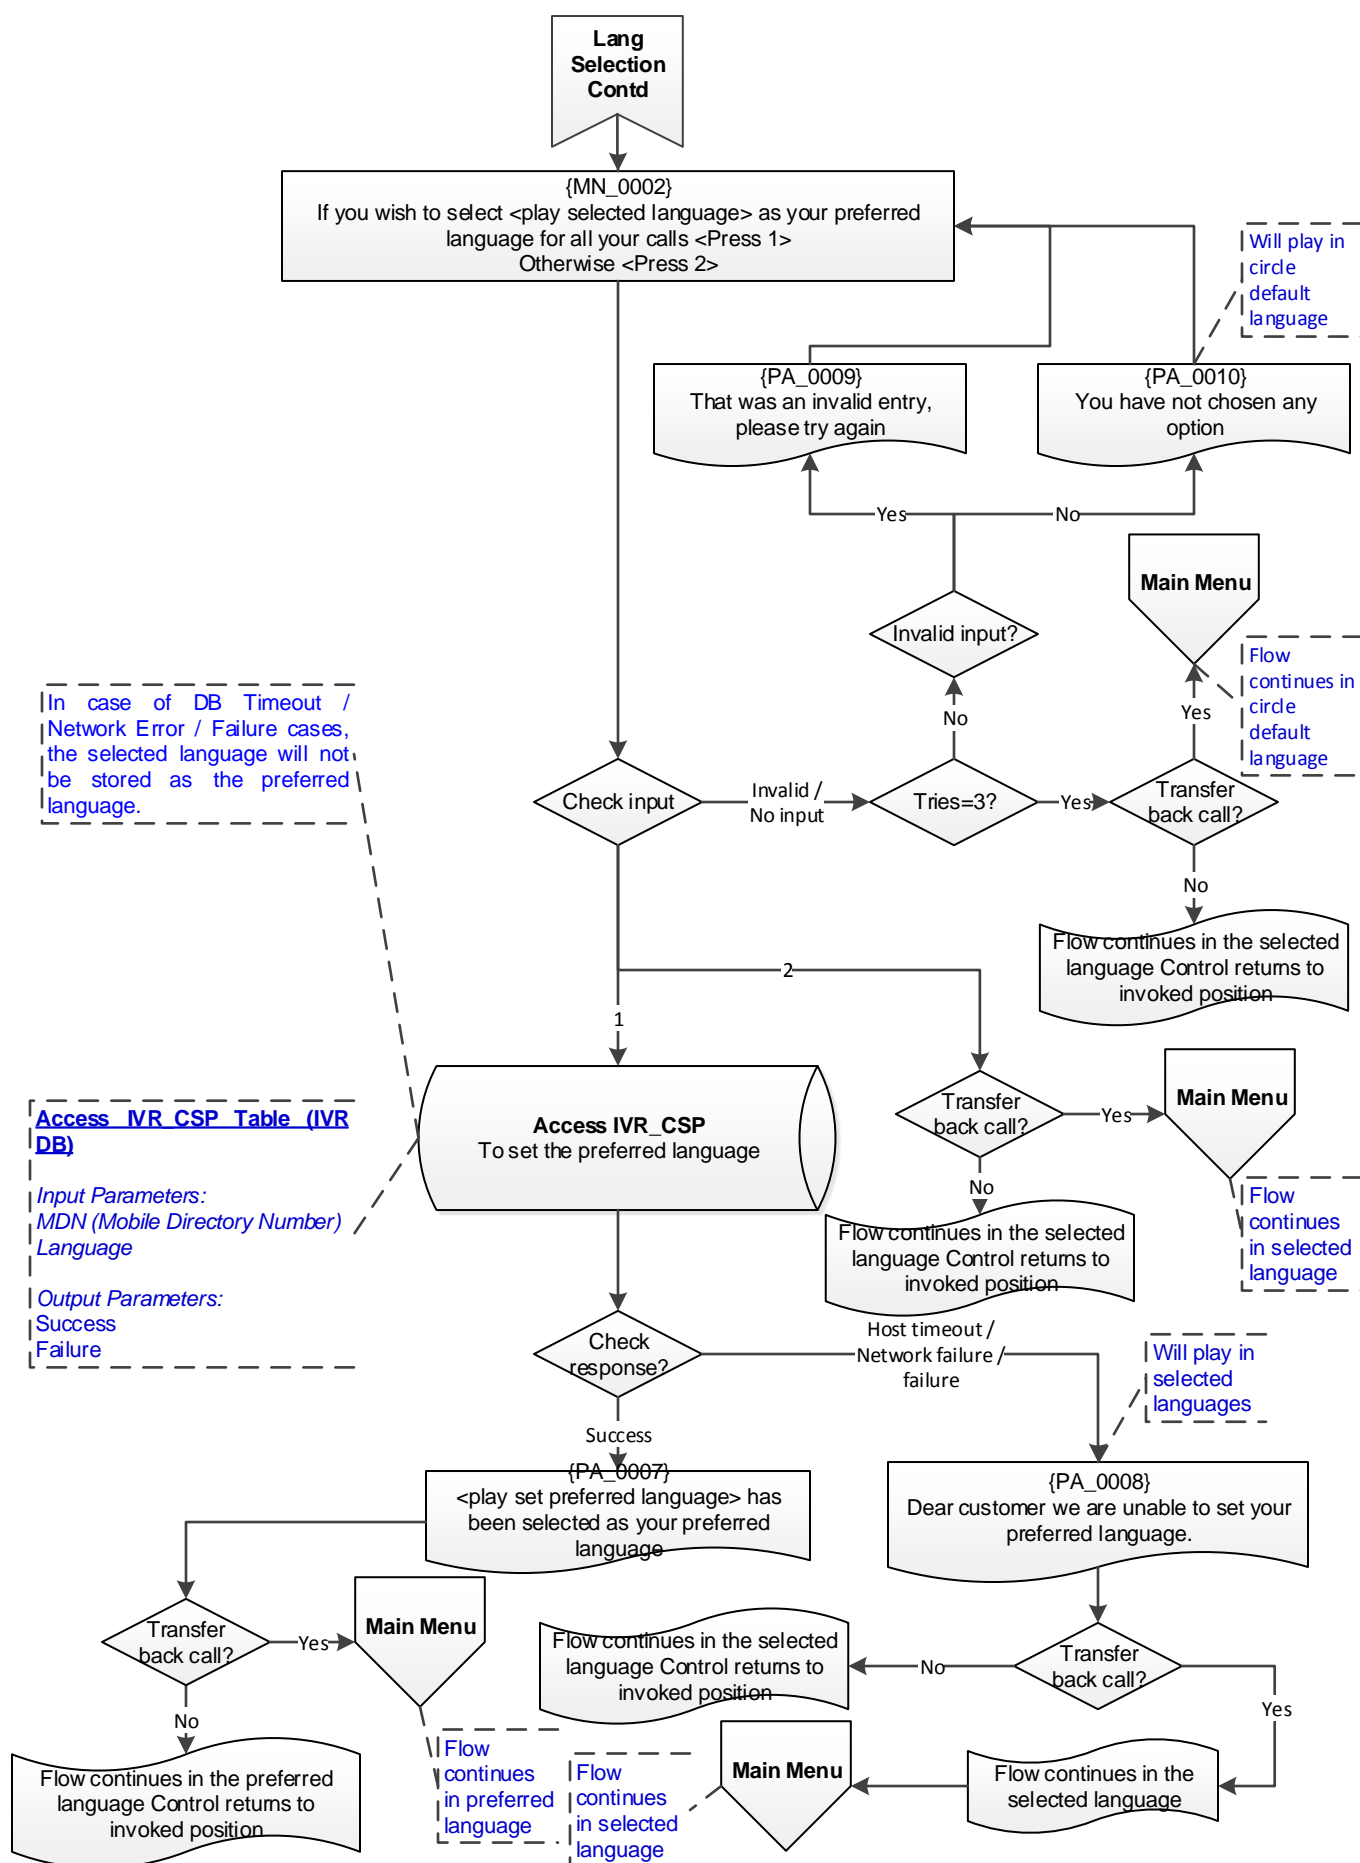 Lang
Selection
Contd
{MN_0002}
If you wish to select <play selected language> as your preferred
language for all your calls <Press 1>
Otherwise <Press 2>
Will play in
circle
default
language
{PA_0009}
That was an invalid entry,
please try again
{PA_0010}
You have not chosen any
option
Yes
No
Main Menu
Invalid input?
Flow
continues in
circle
default
language
No
Yes
In case of DB Timeout /
Network Error / Failure cases,
the selected language will not
be stored as the preferred
language.
Check input
Invalid /
No input
Tries=3?
Yes
Transfer
back call?
No
Flow continues in the selected
language Control returns to
invoked position
2
1
Access IVR_CSP Table (IVR
DB)
Input Parameters:
MDN (Mobile Directory Number)
Language
Output Parameters:
Success
Failure
Access IVR_CSP
To set the preferred language
Transfer
back call?
Yes
Main Menu
No
Flow
continues
in selected
language
Flow continues in the selected
language Control returns to
invoked position
Check
response?
Host timeout /
Network failure /
failure
Will play in
selected
languages
Success
{PA_0007}
<play set preferred language> has
been selected as your preferred
language
{PA_0008}
Dear customer we are unable to set your
preferred language.
Transfer
back call?
Yes
Main Menu
Flow continues in the selected
language Control returns to
invoked position
No
Transfer
back call?
Yes
No
Flow continues in the preferred
language Control returns to
invoked position
Flow
continues
in preferred
language
Flow
continues
in selected
language
Main Menu
Flow continues in the
selected language